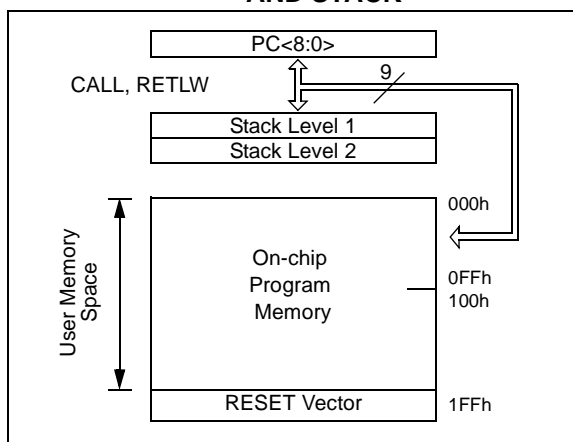 AND STACK
PC<8:0>
CALL, RETLW
9
Stack Level 1
Stack Level 2
000h
User Memory
Space
On-chip
Program
Memory
0FFh
100h
RESET Vector
1FFh